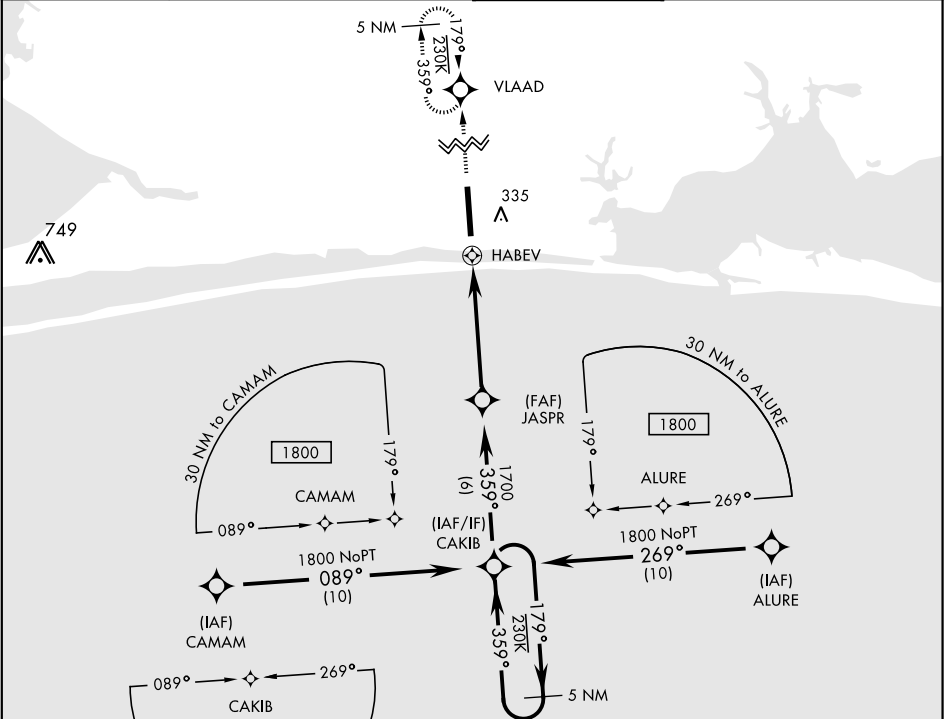 5 NM
179°
230K
359°
VLAAD
335
749
HABEV
30 NM to CAMAM
30 NM to ALURE
(FAF)
JASPR
1800
1800
179°
179°
CAMAM
ALURE
089°
269°
1700
359°
(6)
(IAF/IF)
CAKIB
1800 NoPT
089°
(10)
1800 NoPT
269°
(10)
(IAF)
CAMAM
(IAF)
ALURE
179°
230K
359°
5 NM
089°
269°
CAKIB